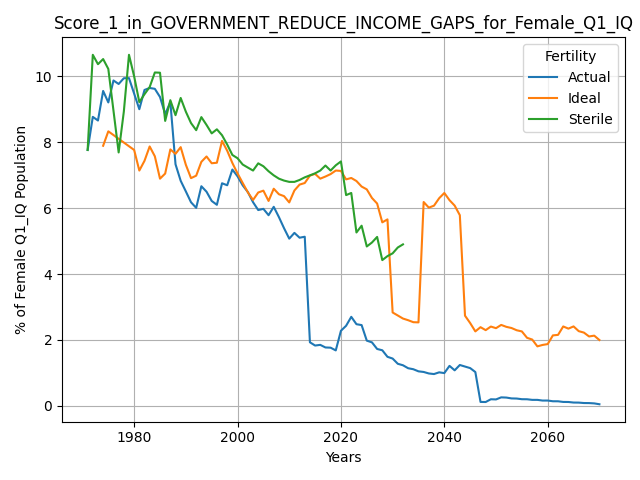 Score_1_in_GOVERNMENT_REDUCE_INCOME_GAPS_for_Female_Q1_IQ
Fertility
Actual
Ideal
Sterile
% of Female Q1_IQ Population
10
8
6
4
2
0
1980
2000
2020
2040
2060
Years